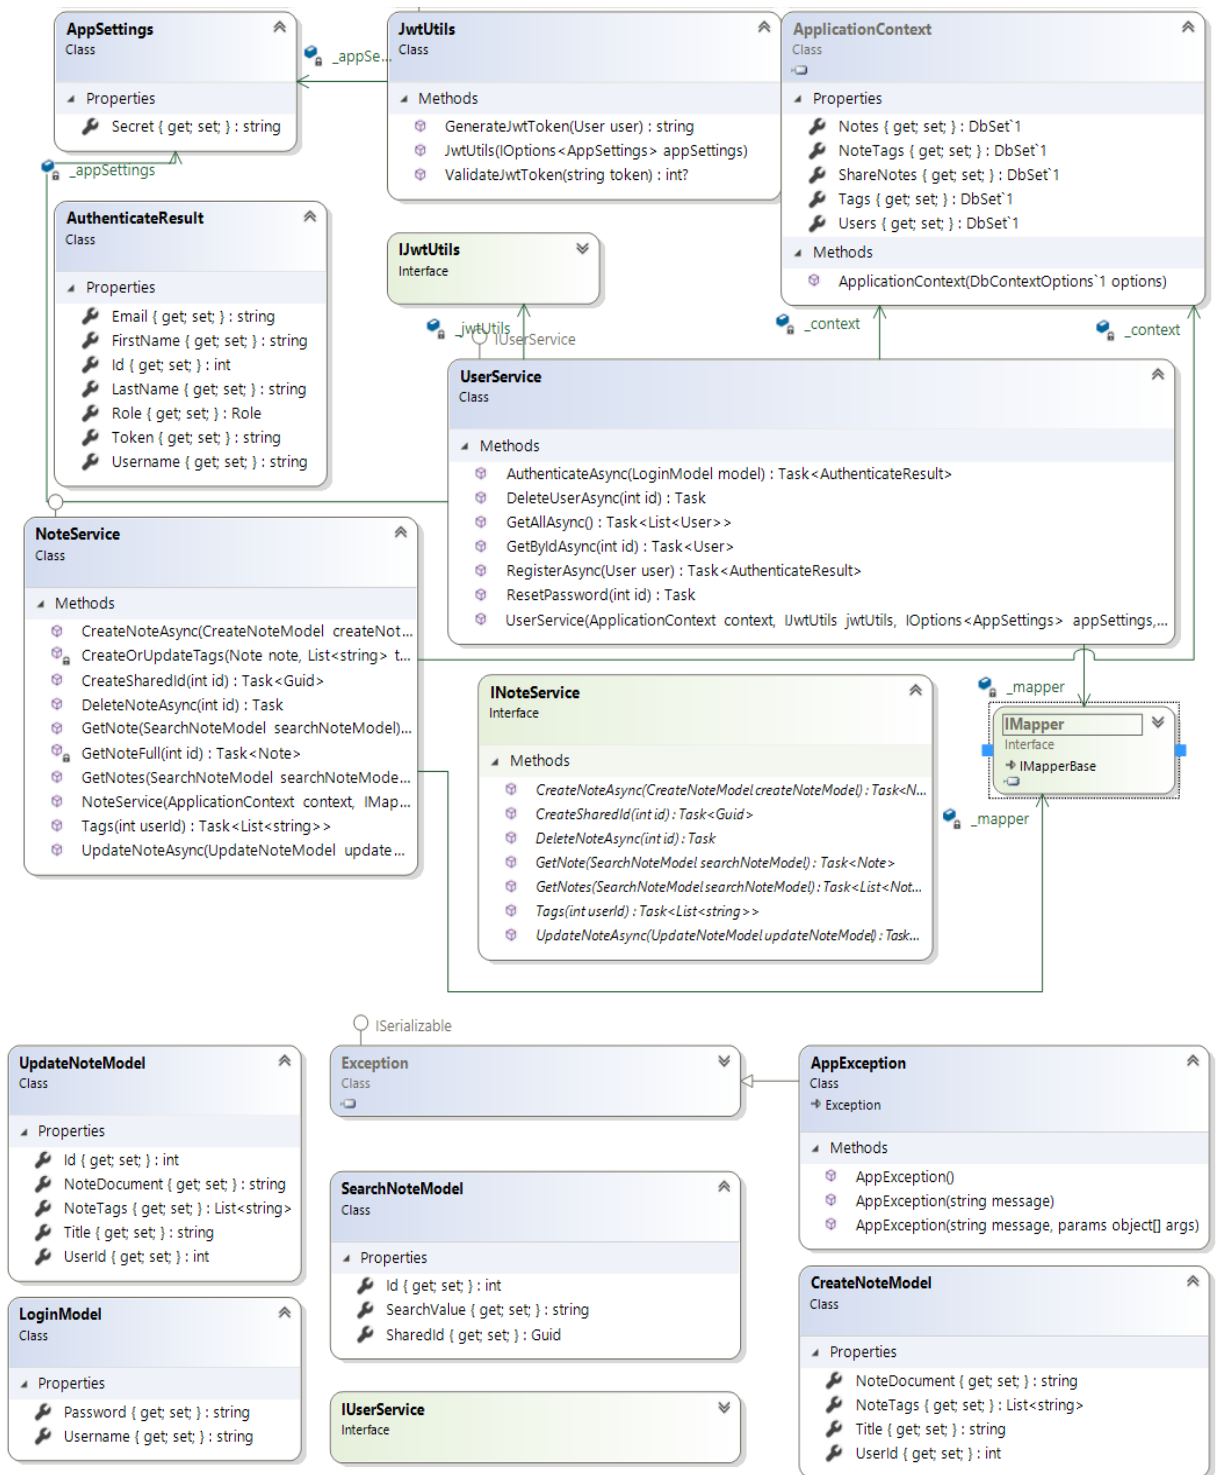 AppSettings
Class
Properties
Secret { get; set; } : string
_appSe...
JwtUtils
Class
Methods
GenerateJwtToken(User user) : string
JwtUtils(IOptions<AppSettings> appSettings)
ValidateJwtToken(string token) : int?
ApplicationContext
Class
Properties
Notes { get; set; } : DbSet`1
NoteTags { get; set; } : DbSet`1
ShareNotes { get; set; } : DbSet`1
Tags { get; set; } : DbSet`1
Users { get; set; } : DbSet`1
Methods
ApplicationContext(DbContextOptions`1 options)
_appSettings
AuthenticateResult
Class
Properties
Email { get; set; } : string
FirstName { get; set; } : string
Id { get; set; } : int
LastName { get; set; } : string
Role { get; set; } : Role
Token { get; set; } : string
Username { get; set; } : string
IJwtUtils
Interface
_jwtUtils
IUserService
_context
_context
UserService
Class
Methods
AuthenticateAsync(LoginModel model) : Task<AuthenticateResult>
DeleteUserAsync(int id) : Task
GetAllAsync() : Task<List<User>>
GetByIdAsync(int id) : Task<User>
RegisterAsync(User user) : Task<AuthenticateResult>
ResetPassword(int id) : Task
UserService(ApplicationContext context, IJwtUtils jwtUtils, IOptions<AppSettings> appSettings,...
NoteService
Class
Methods
CreateNoteAsync(CreateNoteModel createNot...
CreateOrUpdateTags(Note note, List<string> t...
CreateSharedId(int id) : Task<Guid>
DeleteNoteAsync(int id) : Task
GetNote(SearchNoteModel searchNoteModel)...
GetNoteFull(int id) : Task<Note>
GetNotes(SearchNoteModel searchNoteMode...
NoteService(ApplicationContext context, IMap...
Tags(int userId) : Task<List<string>>
UpdateNoteAsync(UpdateNoteModel update...
INoteService
Interface
Methods
CreateNoteAsync(CreateNoteModel createNoteModel) : Task<N...
CreateSharedId(int id) : Task<Guid>
DeleteNoteAsync(int id) : Task
GetNote(SearchNoteModel searchNoteModel) : Task<Note>
GetNotes(SearchNoteModel searchNoteModel) : Task<List<Not...
Tags(int userId) : Task<List<string>>
UpdateNoteAsync(UpdateNoteModel updateNoteModel) : Task...
_mapper
IMapper
Interface
IMapperBase
_mapper
ISerializable
UpdateNoteModel
Class
Properties
Id { get; set; } : int
NoteDocument { get; set; } : string
NoteTags { get; set; } : List<string>
Title { get; set; } : string
UserId { get; set; } : int
Exception
Class
AppException
Class
Exception
Methods
AppException()
AppException(string message)
AppException(string message, params object[] args)
SearchNoteModel
Class
Properties
Id { get; set; } : int
SearchValue { get; set; } : string
SharedId { get; set; } : Guid
LoginModel
Class
Properties
Password { get; set; } : string
Username { get; set; } : string
IUserService
Interface
CreateNoteModel
Class
Properties
NoteDocument { get; set; } : string
NoteTags { get; set; } : List<string>
Title { get; set; } : string
UserId { get; set; } : int